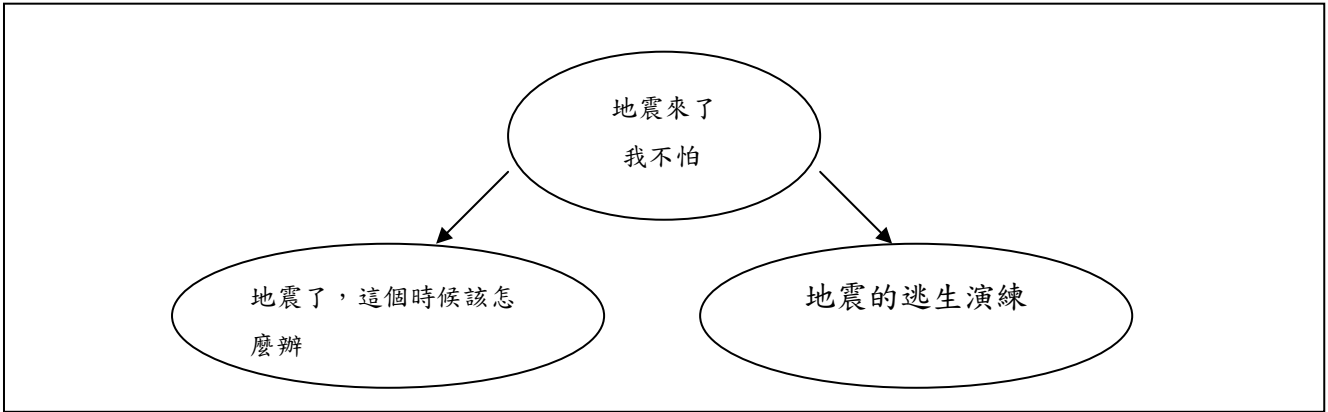 地震來了
我不怕
地震了，這個時候該怎
麼辦
地震的逃生演練